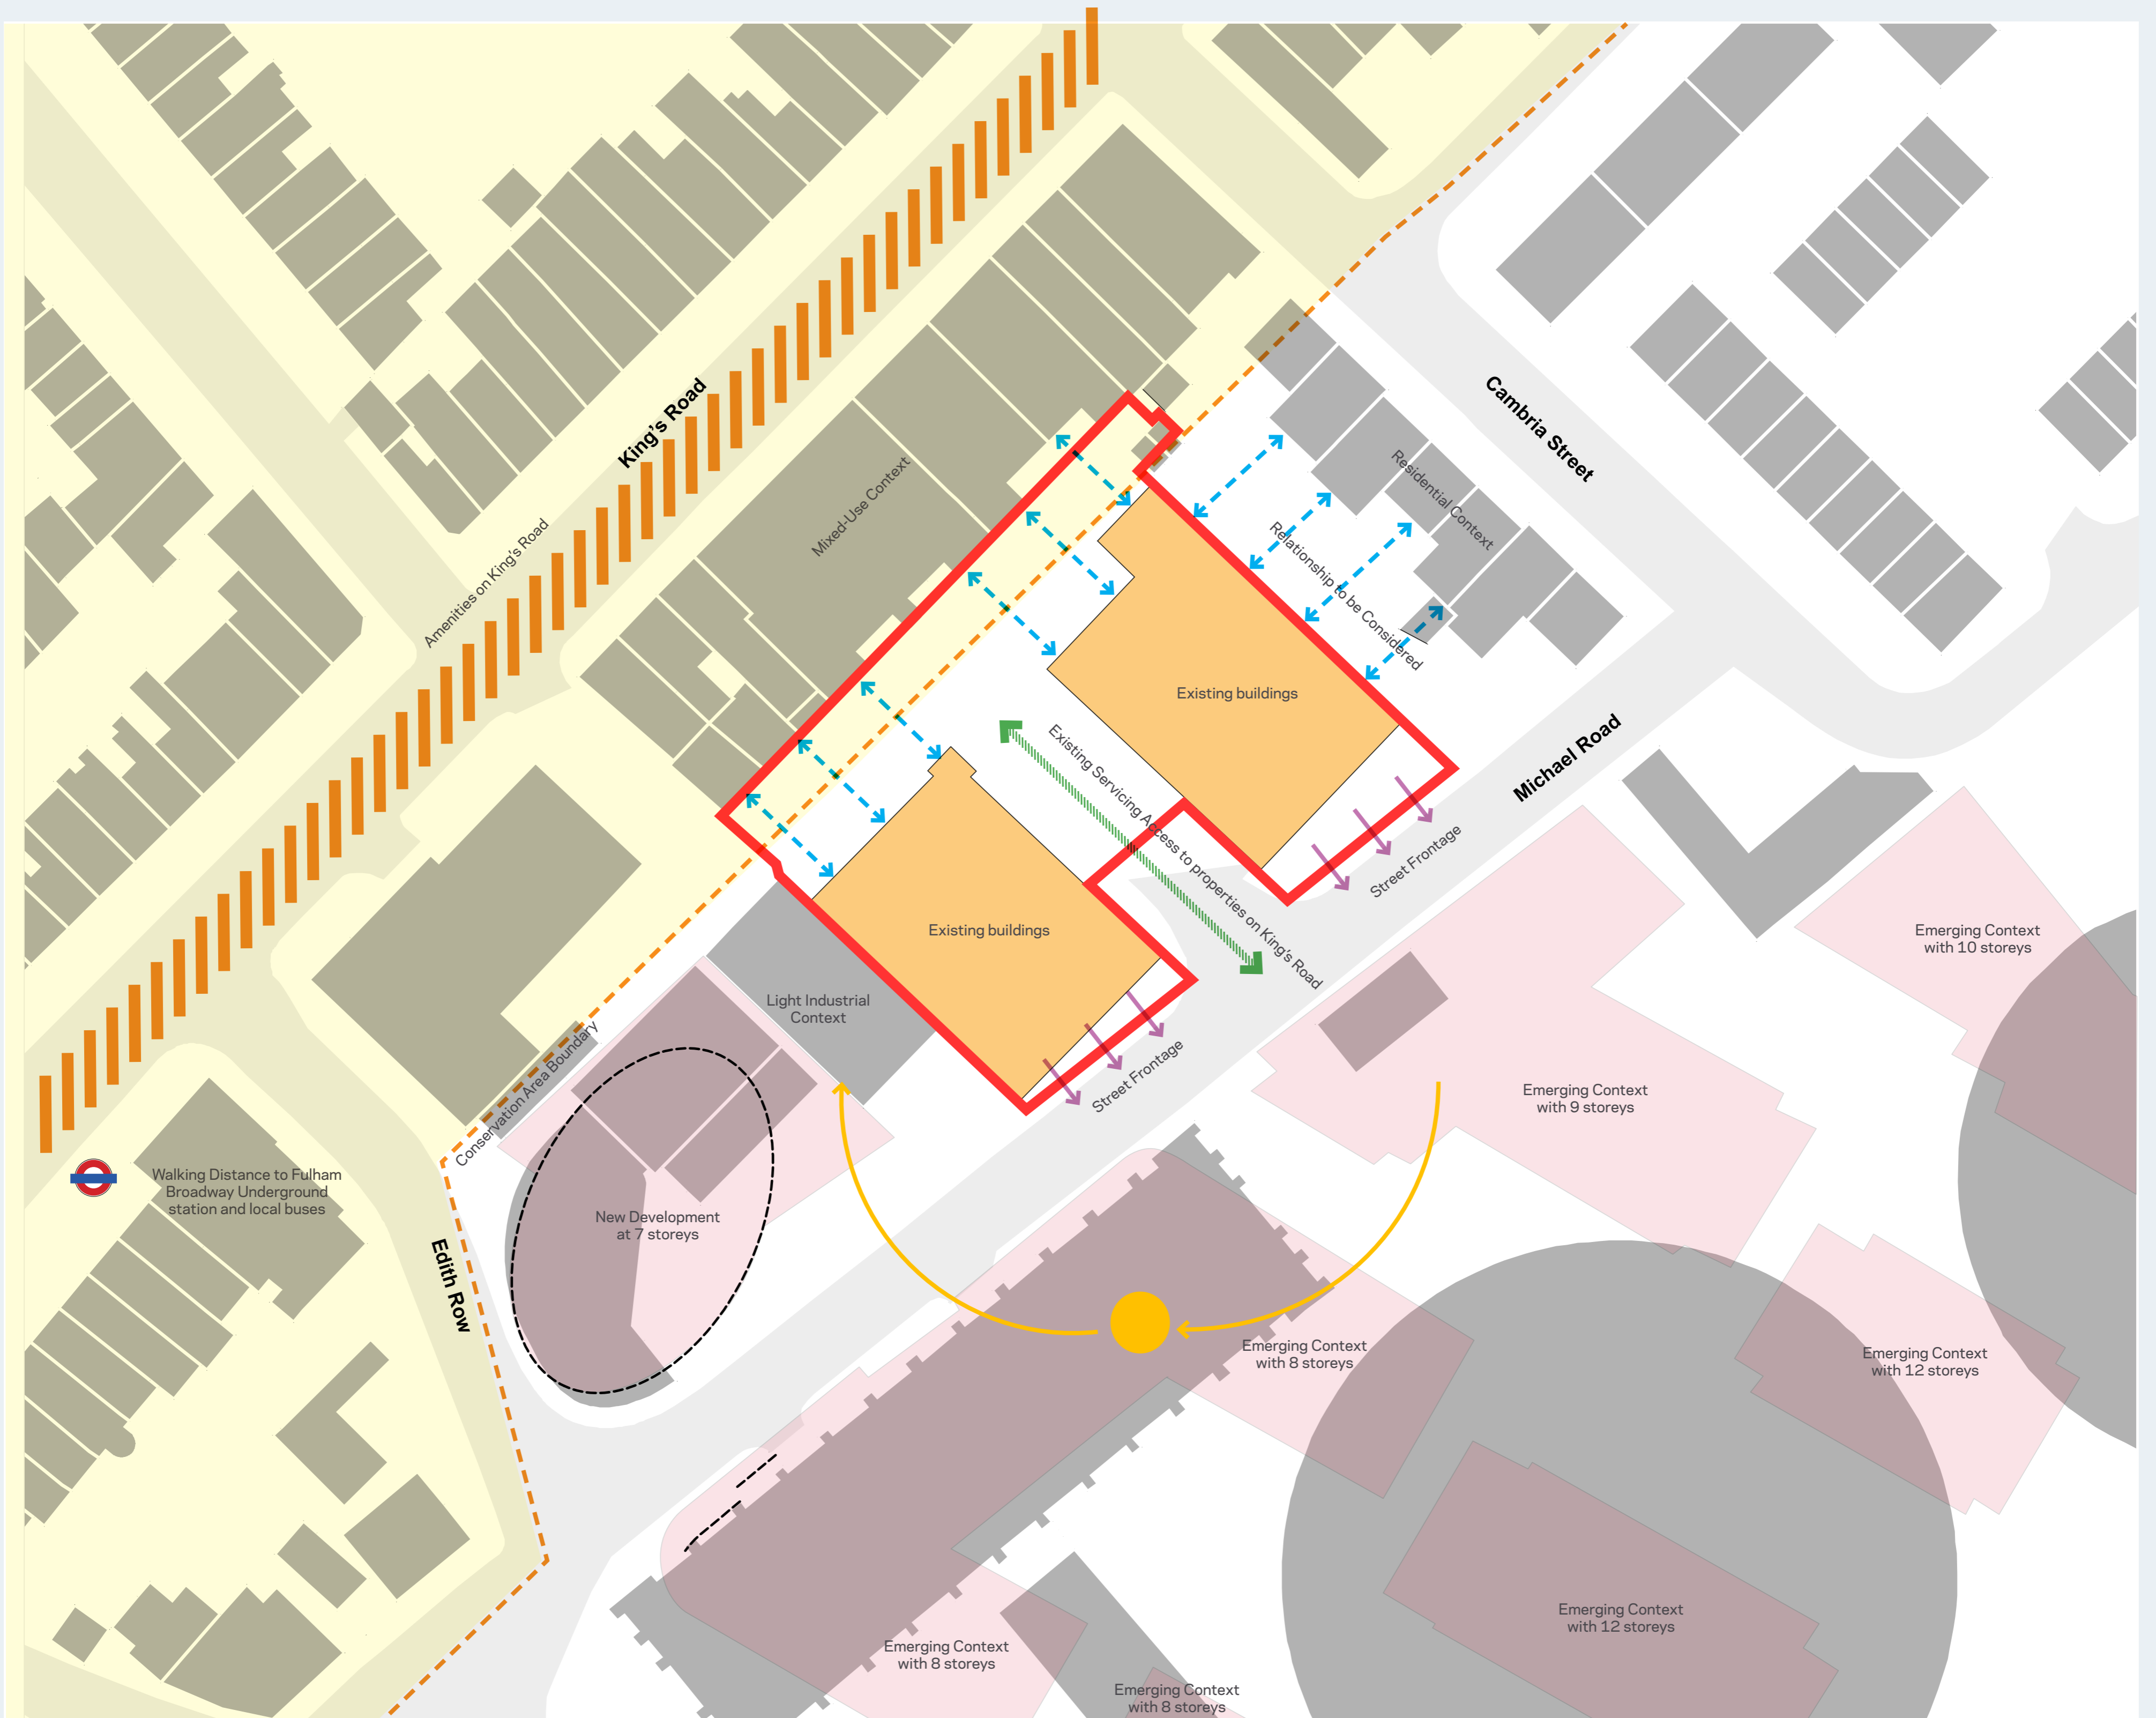 King's Road
Amenities on King's Road
Mixed-Use Context
Cambria Street
Residential Context
Relationship to be Considered
Existing buildings
Michael Road
Existing Servicing Access to properties on King's Road
Street Frontage
Existing buildings
Emerging Context
with 10 storeys
Light Industrial
Context
Street Frontage
Emerging Context
with 9 storeys
Conservation Area Boundary
Walking Distance to Fulham
Broadway Underground
station and local buses
New Development
at 7 storeys
Edith Row
Emerging Context
with 8 storeys
Emerging Context
with 12 storeys
Emerging Context
with 12 storeys
Emerging Context
with 8 storeys
Emerging Context
with 8 storeys